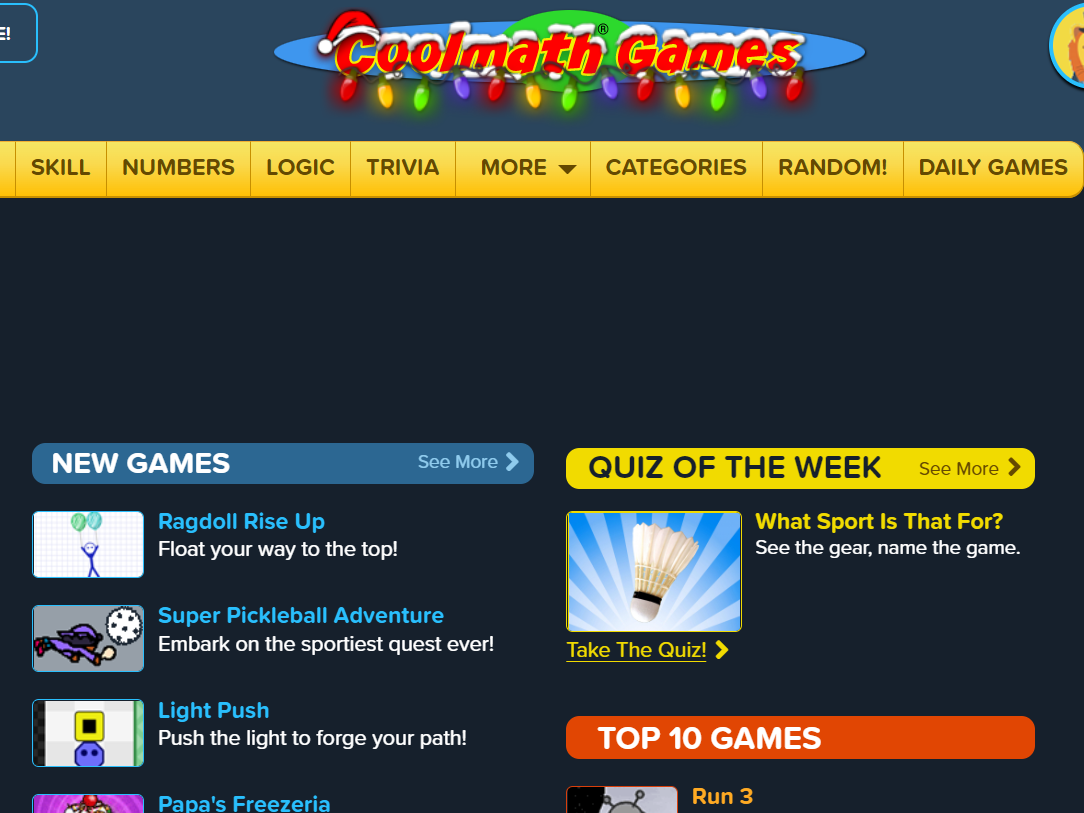 E!
Coolmath Games®
SKILL NUMBERS LOGIC TRIVIA MORE CATEGORIES RANDOM! DAILY GAMES
NEW GAMES See More
Ragdoll Rise Up
Float your way to the top!
Super Pickleball Adventure
Embark on the sportiest quest ever!
Light Push
Push the light to forge your path!
Papa's Freezeria
QUIZ OF THE WEEK See More
What Sport Is That For?
See the gear, name the game.
Take The Quiz!
TOP 10 GAMES
Run 3